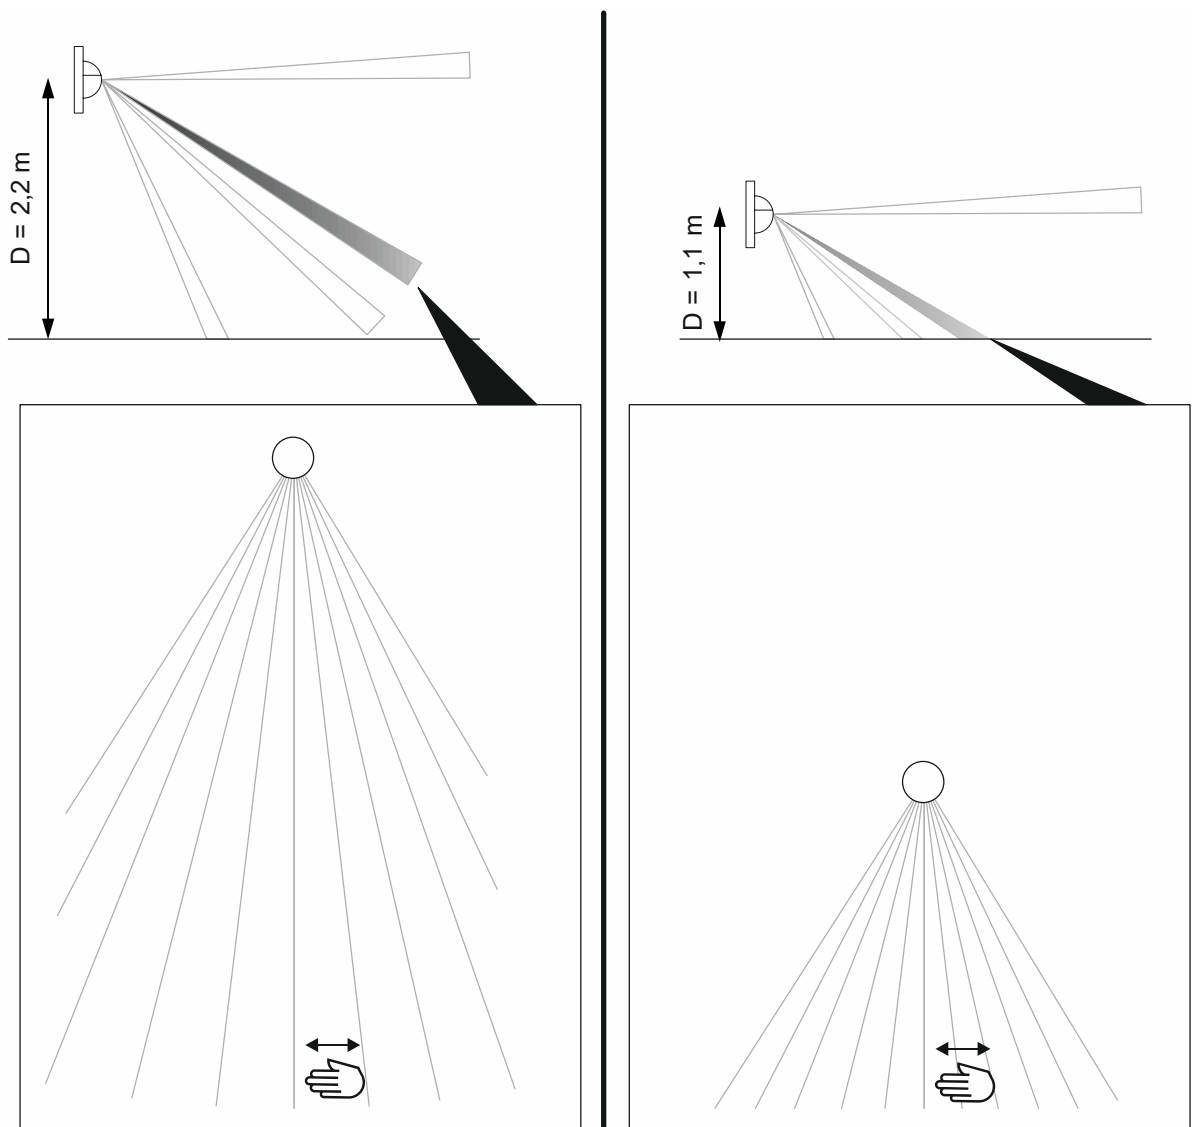 D = 2,2 m
D = 1,1 m